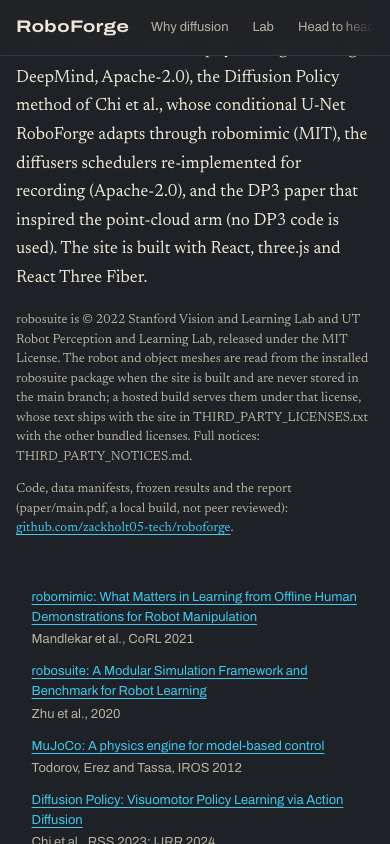 RoboForge Why diffusion Lab Head to head
DeepMind, Apache-2.0), the Diffusion Policy
method of Chi et al., whose conditional U-Net
RoboForge adapts through robomimic (MIT), the
diffusers schedulers re-implemented for
recording (Apache-2.0), and the DP3 paper that
inspired the point-cloud arm (no DP3 code is
used). The site is built with React, three.js and
React Three Fiber.
robosuite is © 2022 Stanford Vision and Learning Lab and UT
Robot Perception and Learning Lab, released under the MIT
License. The robot and object meshes are read from the installed
robosuite package when the site is built and are never stored in
the main branch; a hosted build serves them under that license,
whose text ships with the site in THIRD_PARTY_LICENSES.txt
with the other bundled licenses. Full notices:
THIRD_PARTY_NOTICES.md.
Code, data manifests, frozen results and the report
(paper/main.pdf, a local build, not peer reviewed):
github.com/zackholt05-tech/roboforge.
robomimic: What Matters in Learning from Offline Human
Demonstrations for Robot Manipulation
Mandlekar et al., CoRL 2021
robosuite: A Modular Simulation Framework and
Benchmark for Robot Learning
Zhu et al., 2020
MuJoCo: A physics engine for model-based control
Todorov, Erez and Tassa, IROS 2012
Diffusion Policy: Visuomotor Policy Learning via Action
Diffusion
Chi et al., RSS 2023; IJRR 2024